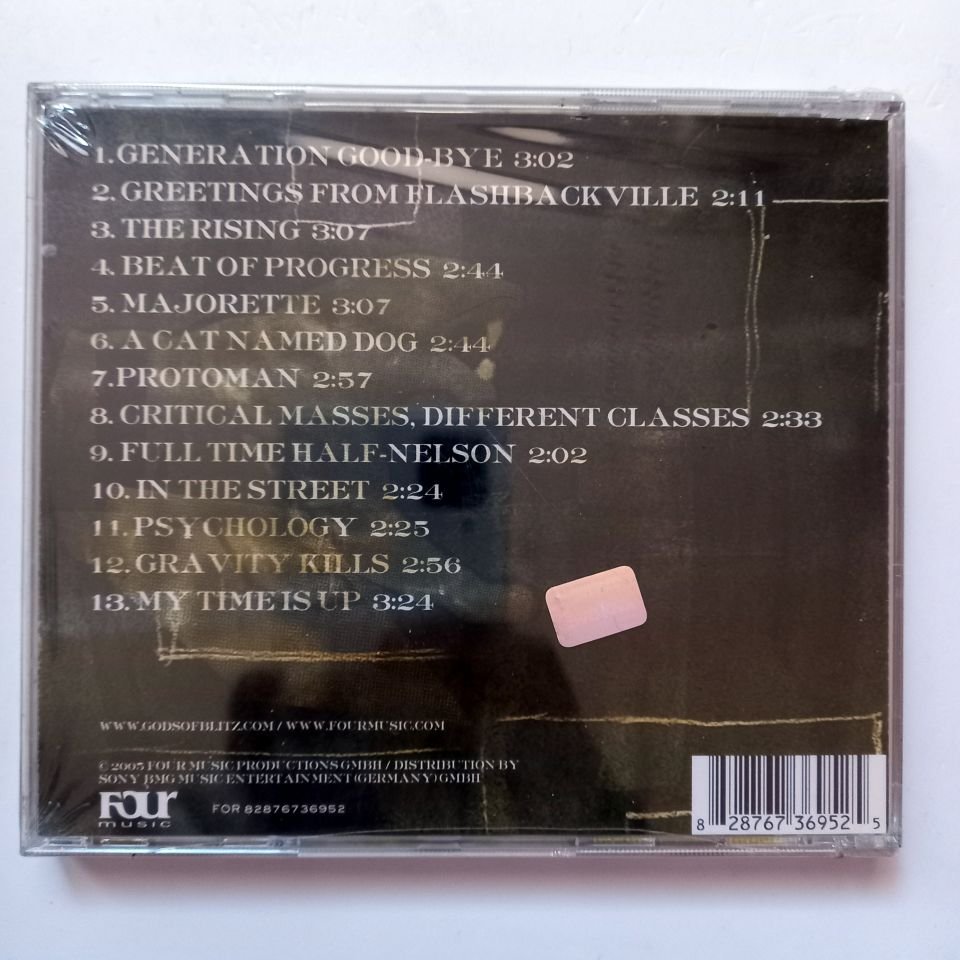 1. GENERATION GOOD-BYE 3:02
2. GREETINGS FROM FLASHBACKVILLE 2:11
3. THE RISING 3:07
4. BEAT OF PROGRESS 2:44
5. MAJORETTE 3:07
6. A CAT NAMED DOG 2:44
7. PROTOMAN 2:57
8. CRITICAL MASSES, DIFFERENT CLASSES 2:33
9. FULL TIME HALF-NELSON 2:02
10. IN THE STREET 2:24
11. PSYCHOLOGY 2:25
12. GRAVITY KILLS 2:56
13. MY TIME IS UP 3:24
WWW.GODSOFBLITZ.COM / WWW.FOURMUSIC.COM
© 2005 FOUR MUSIC PRODUCTIONS GMBH / DISTRIBUTION BY
SONY BMG MUSIC ENTERTAINMENT (GERMANY) GMBH
FOUR
music
FOR 82876736952
8 28767 36952 5